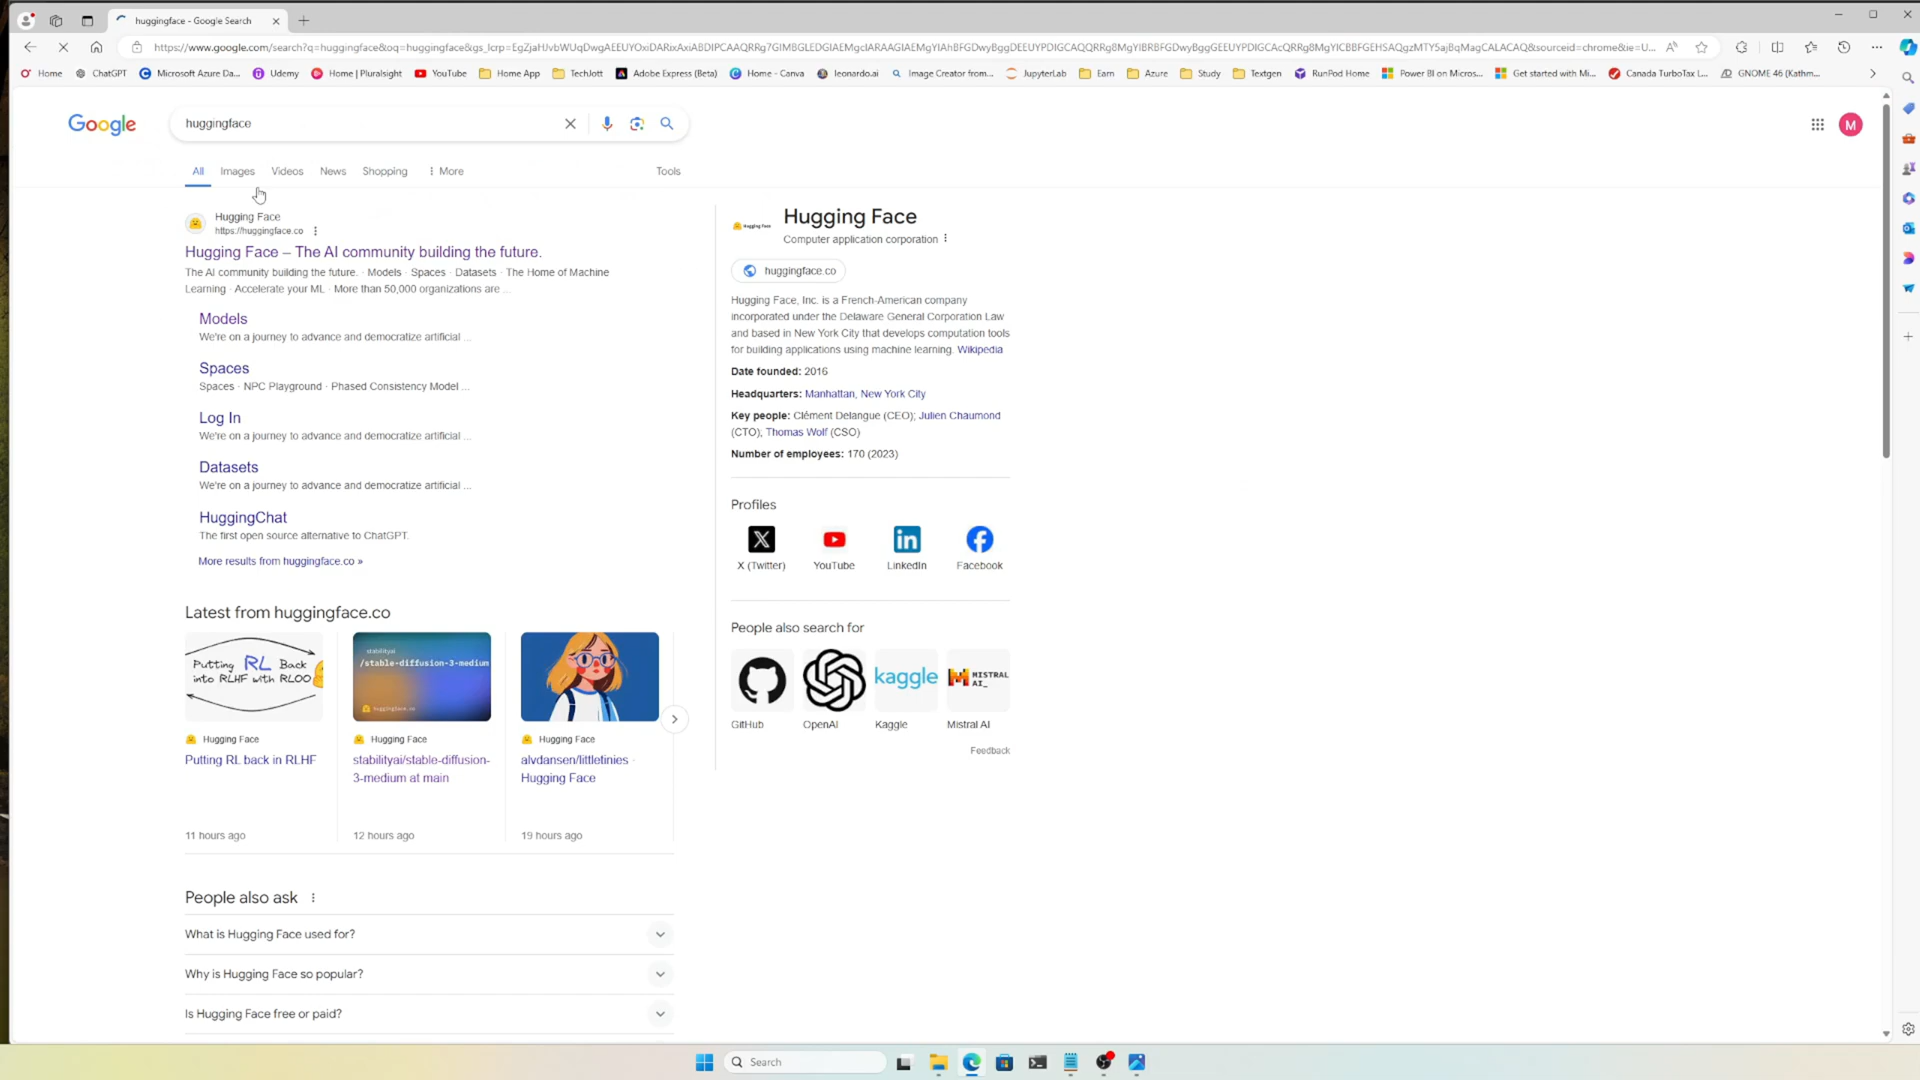 huggingface - Google Search
https://www.google.com/search?q=huggingface&oq=huggingface&gs_lcrp=
Home ChatGPT Microsoft Azure Da... Udemy Home | Pluralsight YouTube Home App TechJott Adobe Express (Beta) Home - Canva leonardo.ai Image Creator from... JupyterLab Earn Azure Study Textgen RunPod Home Power BI on Micros... Get started with Mi... Canada TurboTax L... GNOME 46 (Kathm...
Google
huggingface
M
All Images Videos News Shopping More Tools
Hugging Face
https://huggingface.co
Hugging Face – The AI community building the future.
The AI community building the future. · Models · Spaces · Datasets · The Home of Machine
Learning · Accelerate your ML · More than 50,000 organizations are ...
Models
We're on a journey to advance and democratize artificial ...
Spaces
Spaces · NPC Playground · Phased Consistency Model ...
Log In
We're on a journey to advance and democratize artificial ...
Datasets
We're on a journey to advance and democratize artificial ...
HuggingChat
The first open source alternative to ChatGPT.
More results from huggingface.co »
Latest from huggingface.co
Putting RL Back
into RLHF with RLOO
Hugging Face
Putting RL back in RLHF
11 hours ago
stabilityai
/stable-diffusion-3-medium
huggingface.co
Hugging Face
stabilityai/stable-diffusion-
3-medium at main
12 hours ago
Hugging Face
alvdansen/littletinies ·
Hugging Face
19 hours ago
People also ask
What is Hugging Face used for?
Why is Hugging Face so popular?
Is Hugging Face free or paid?
Hugging Face
Hugging Face
Computer application corporation
huggingface.co
Hugging Face, Inc. is a French-American company
incorporated under the Delaware General Corporation Law
and based in New York City that develops computation tools
for building applications using machine learning. Wikipedia
Date founded: 2016
Headquarters: Manhattan, New York City
Key people: Clément Delangue (CEO); Julien Chaumond
(CTO); Thomas Wolf (CSO)
Number of employees: 170 (2023)
Profiles
X (Twitter) YouTube LinkedIn Facebook
People also search for
kaggle
MISTRAL
AI_
GitHub OpenAI Kaggle Mistral AI
Feedback
Search